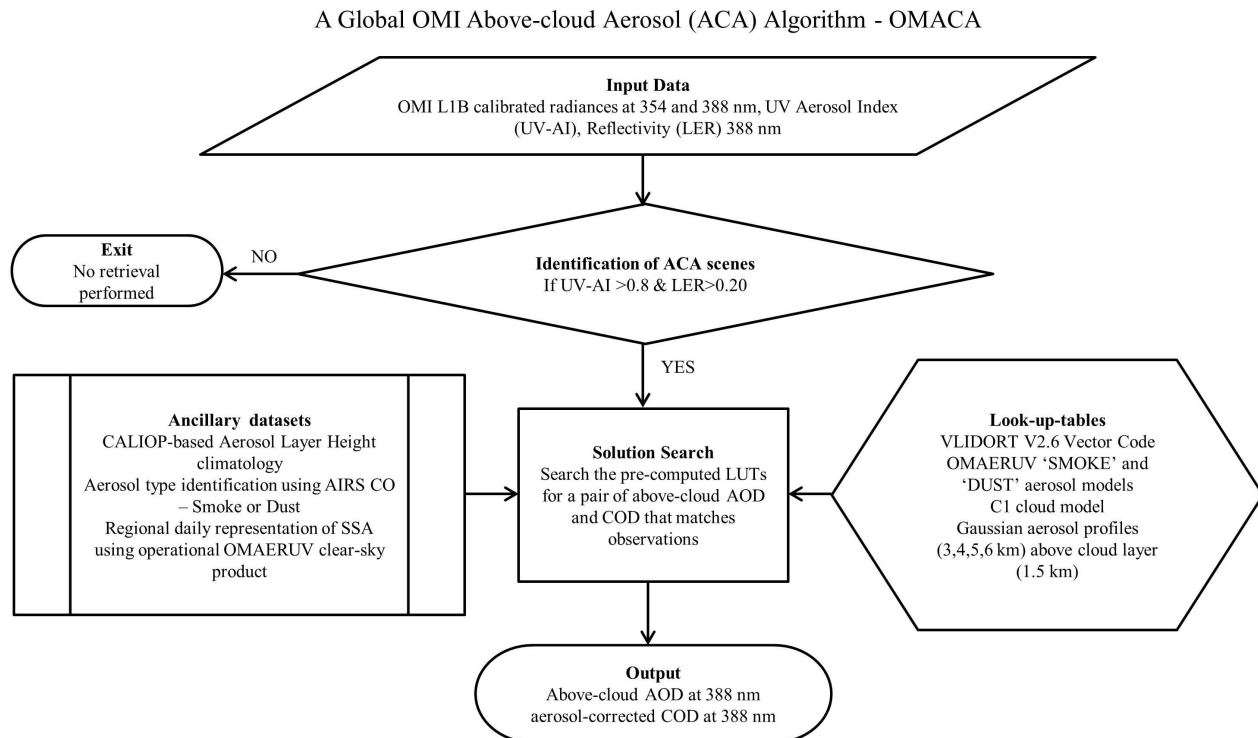 A Global OMI Above-cloud Aerosol (ACA) Algorithm - OMACA
Input Data
OMI L1B calibrated radiances at 354 and 388 nm, UV Aerosol Index
(UV-AI), Reflectivity (LER) 388 nm
Exit
No retrieval
performed
NO
Identification of ACA scenes
If UV-AI >0.8 & LER>0.20
YES
Ancillary datasets
CALIOP-based Aerosol Layer Height
climatology
Aerosol type identification using AIRS CO
– Smoke or Dust
Regional daily representation of SSA
using operational OMAERUV clear-sky
product
Solution Search
Search the pre-computed LUTs
for a pair of above-cloud AOD
and COD that matches
observations
Look-up-tables
VLIDORT V2.6 Vector Code
OMAERUV ‘SMOKE’ and
‘DUST’ aerosol models
C1 cloud model
Gaussian aerosol profiles
(3,4,5,6 km) above cloud layer
(1.5 km)
Output
Above-cloud AOD at 388 nm
aerosol-corrected COD at 388 nm